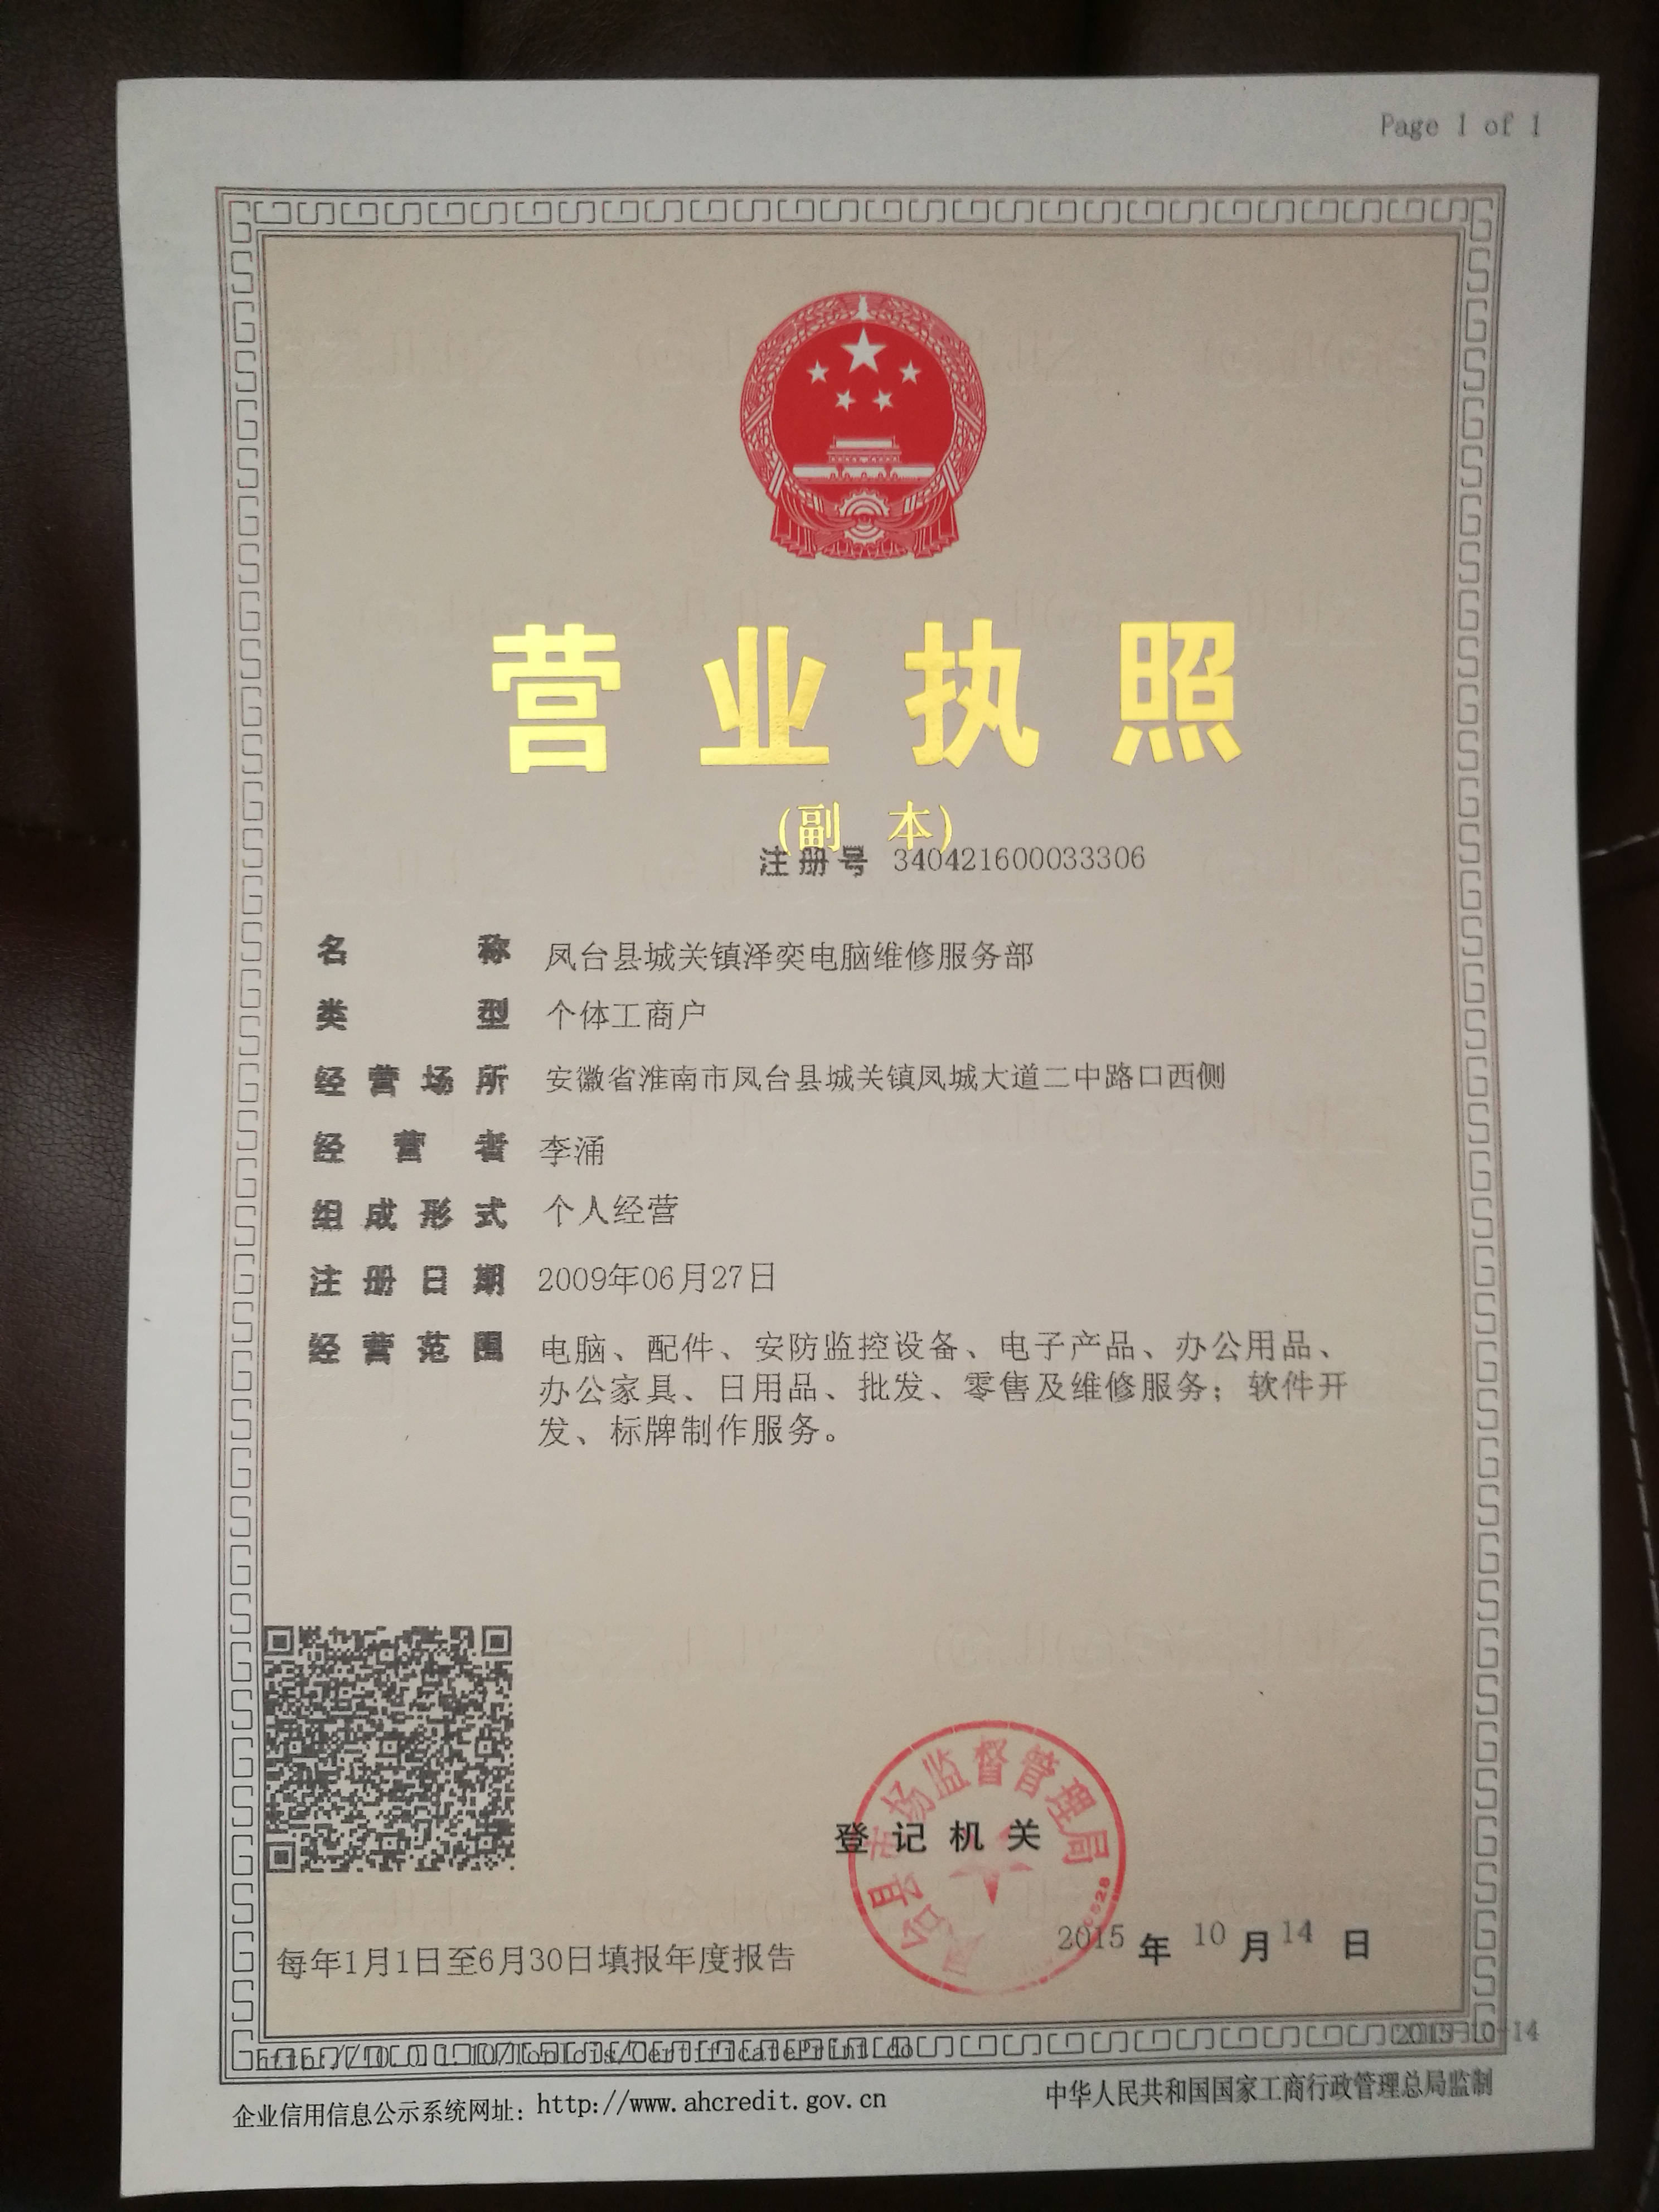 Page 1 of 1
营业执照
(副 本)
注册号 340421600033306
名称 凤台县城关镇泽奕电脑维修服务部
类型 个体工商户
经营场所 安徽省淮南市凤台县城关镇凤城大道二中路口西侧
经营者 李涌
组成形式 个人经营
注册日期 2009年06月27日
经营范围 电脑、配件、安防监控设备、电子产品、办公用品、
办公家具、日用品、批发、零售及维修服务；软件开
发、标牌制作服务。
凤台县市场监督管理局
登记机关
2015 年 10 月 14 日
每年1月1日至6月30日填报年度报告
2015-10-14
企业信用信息公示系统网址：http://www.ahcredit.gov.cn
中华人民共和国国家工商行政管理总局监制